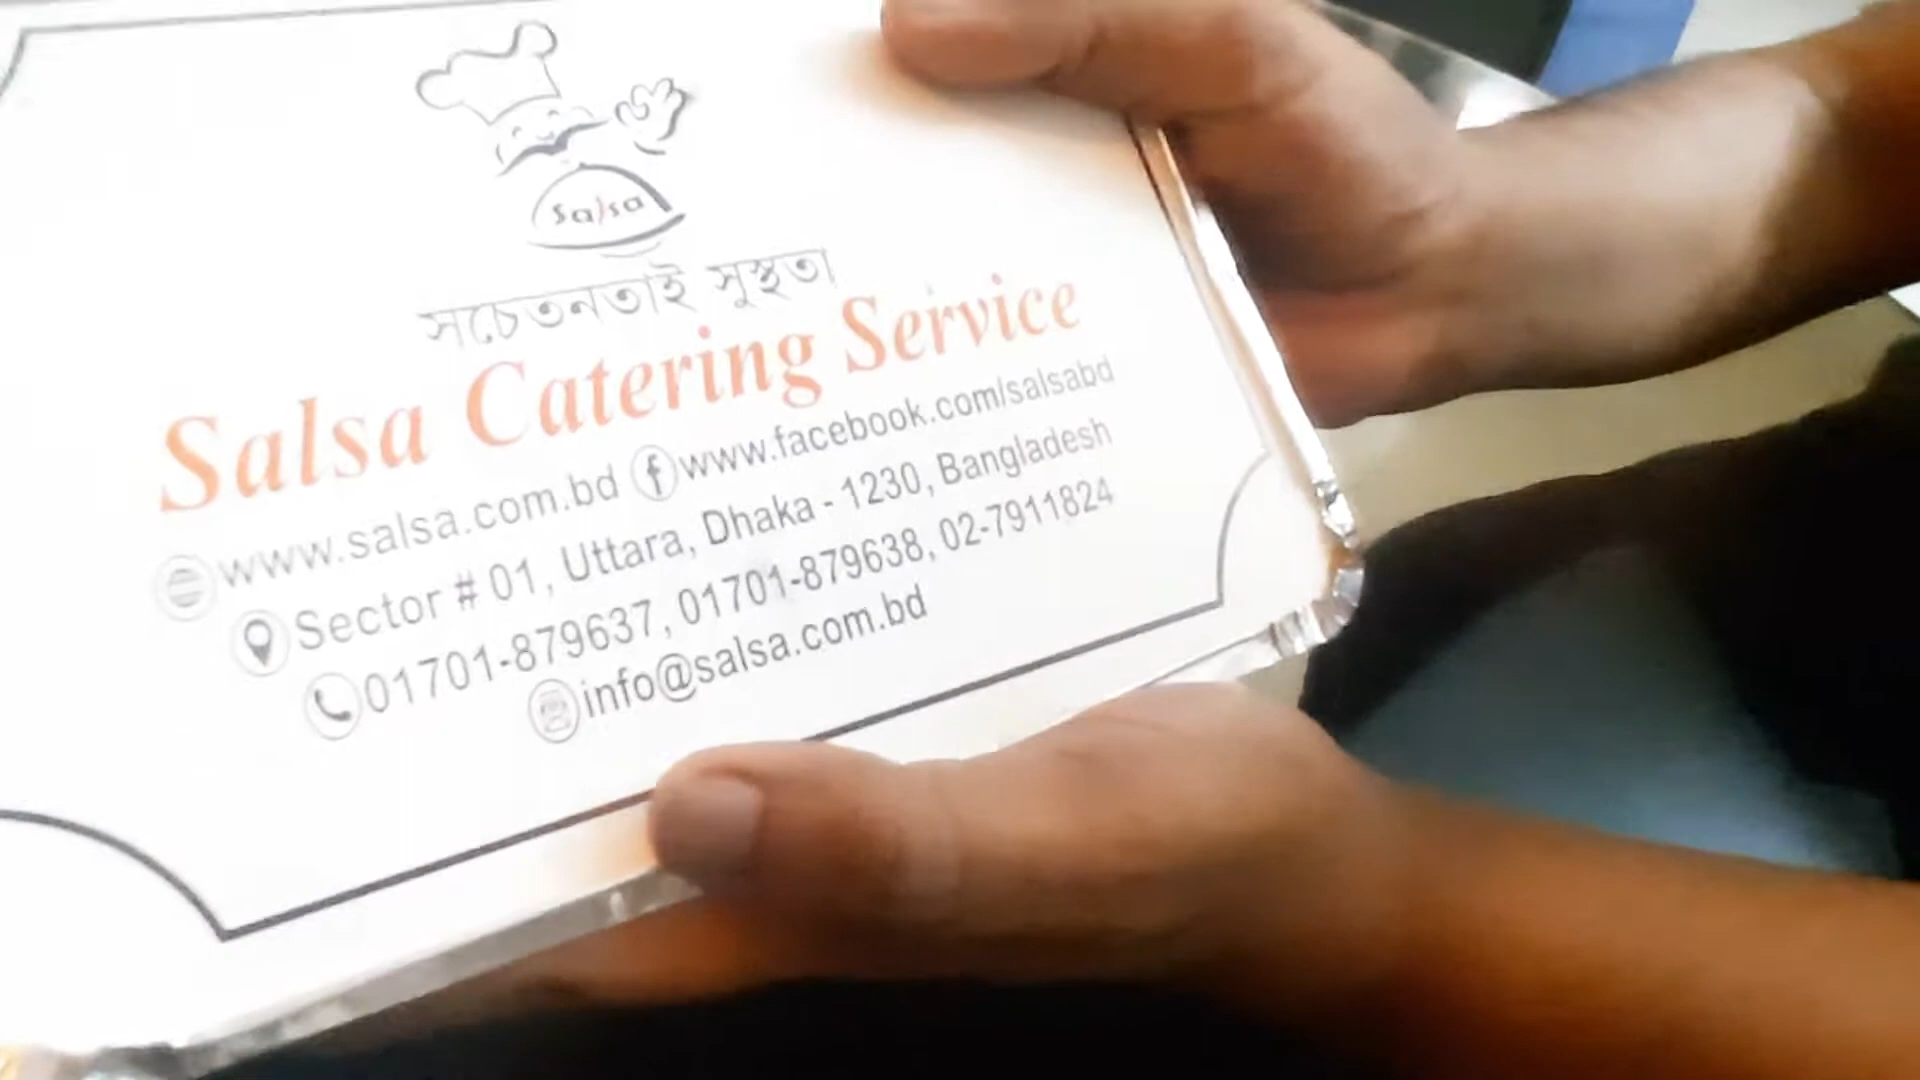 Salsa
সচেতনতাই সুস্থতা
Salsa Catering Service
www.salsa.com.bd www.facebook.com/salsabd
Sector # 01, Uttara, Dhaka - 1230, Bangladesh
01701-879637, 01701-879638, 02-7911824
info@salsa.com.bd